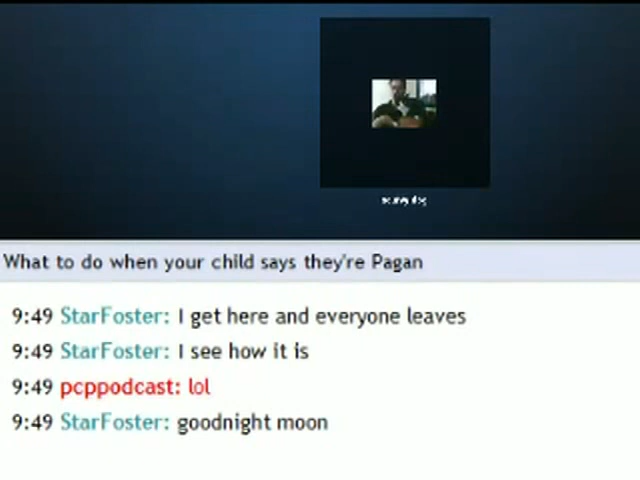 What to do when your child says they're Pagan
9:49 StarFoster: I get here and everyone leaves
9:49 StarFoster: I see how it is
9:49 pcppodcast: lol
9:49 StarFoster: goodnight moon